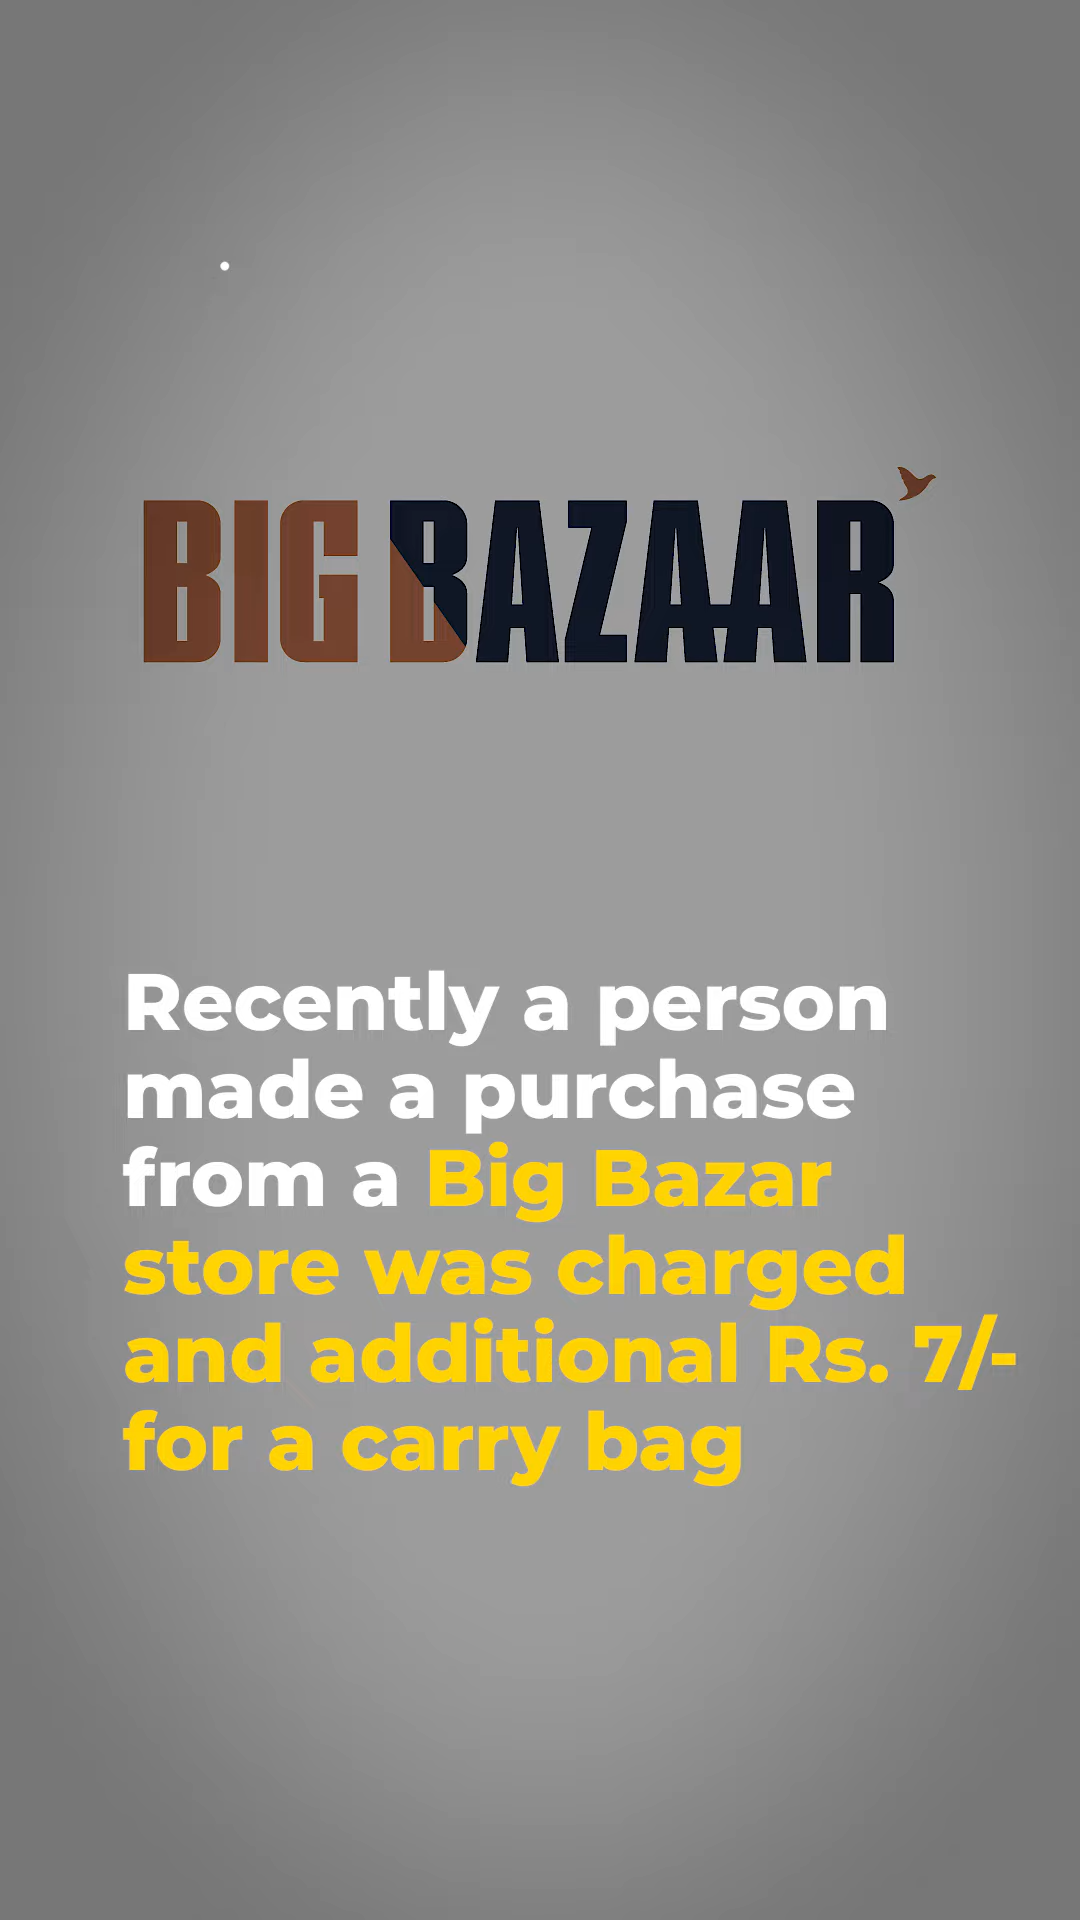 BIG BAZAAR
Recently a person
made a purchase
from a Big Bazar
store was charged
and additional Rs. 7/-
for a carry bag